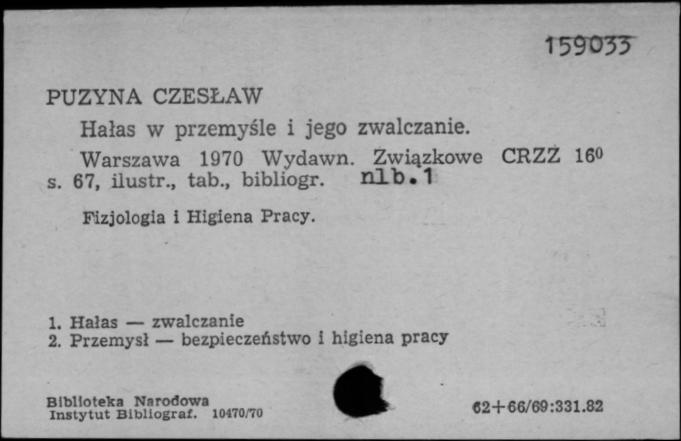 159033
PUZYNA CZESŁAW
Hałas w przemyśle i jego zwalczanie.
Warszawa 1970 Wydawn. Związkowe CRZZ 16⁰
s. 67, ilustr., tab., bibliogr. nlb.1
Fizjologia i Higiena Pracy.
1. Hałas — zwalczanie
2. Przemysł — bezpieczeństwo i higiena pracy
Biblioteka Narodowa
Instytut Bibliograf. 10470/70
62+66/69:331.82